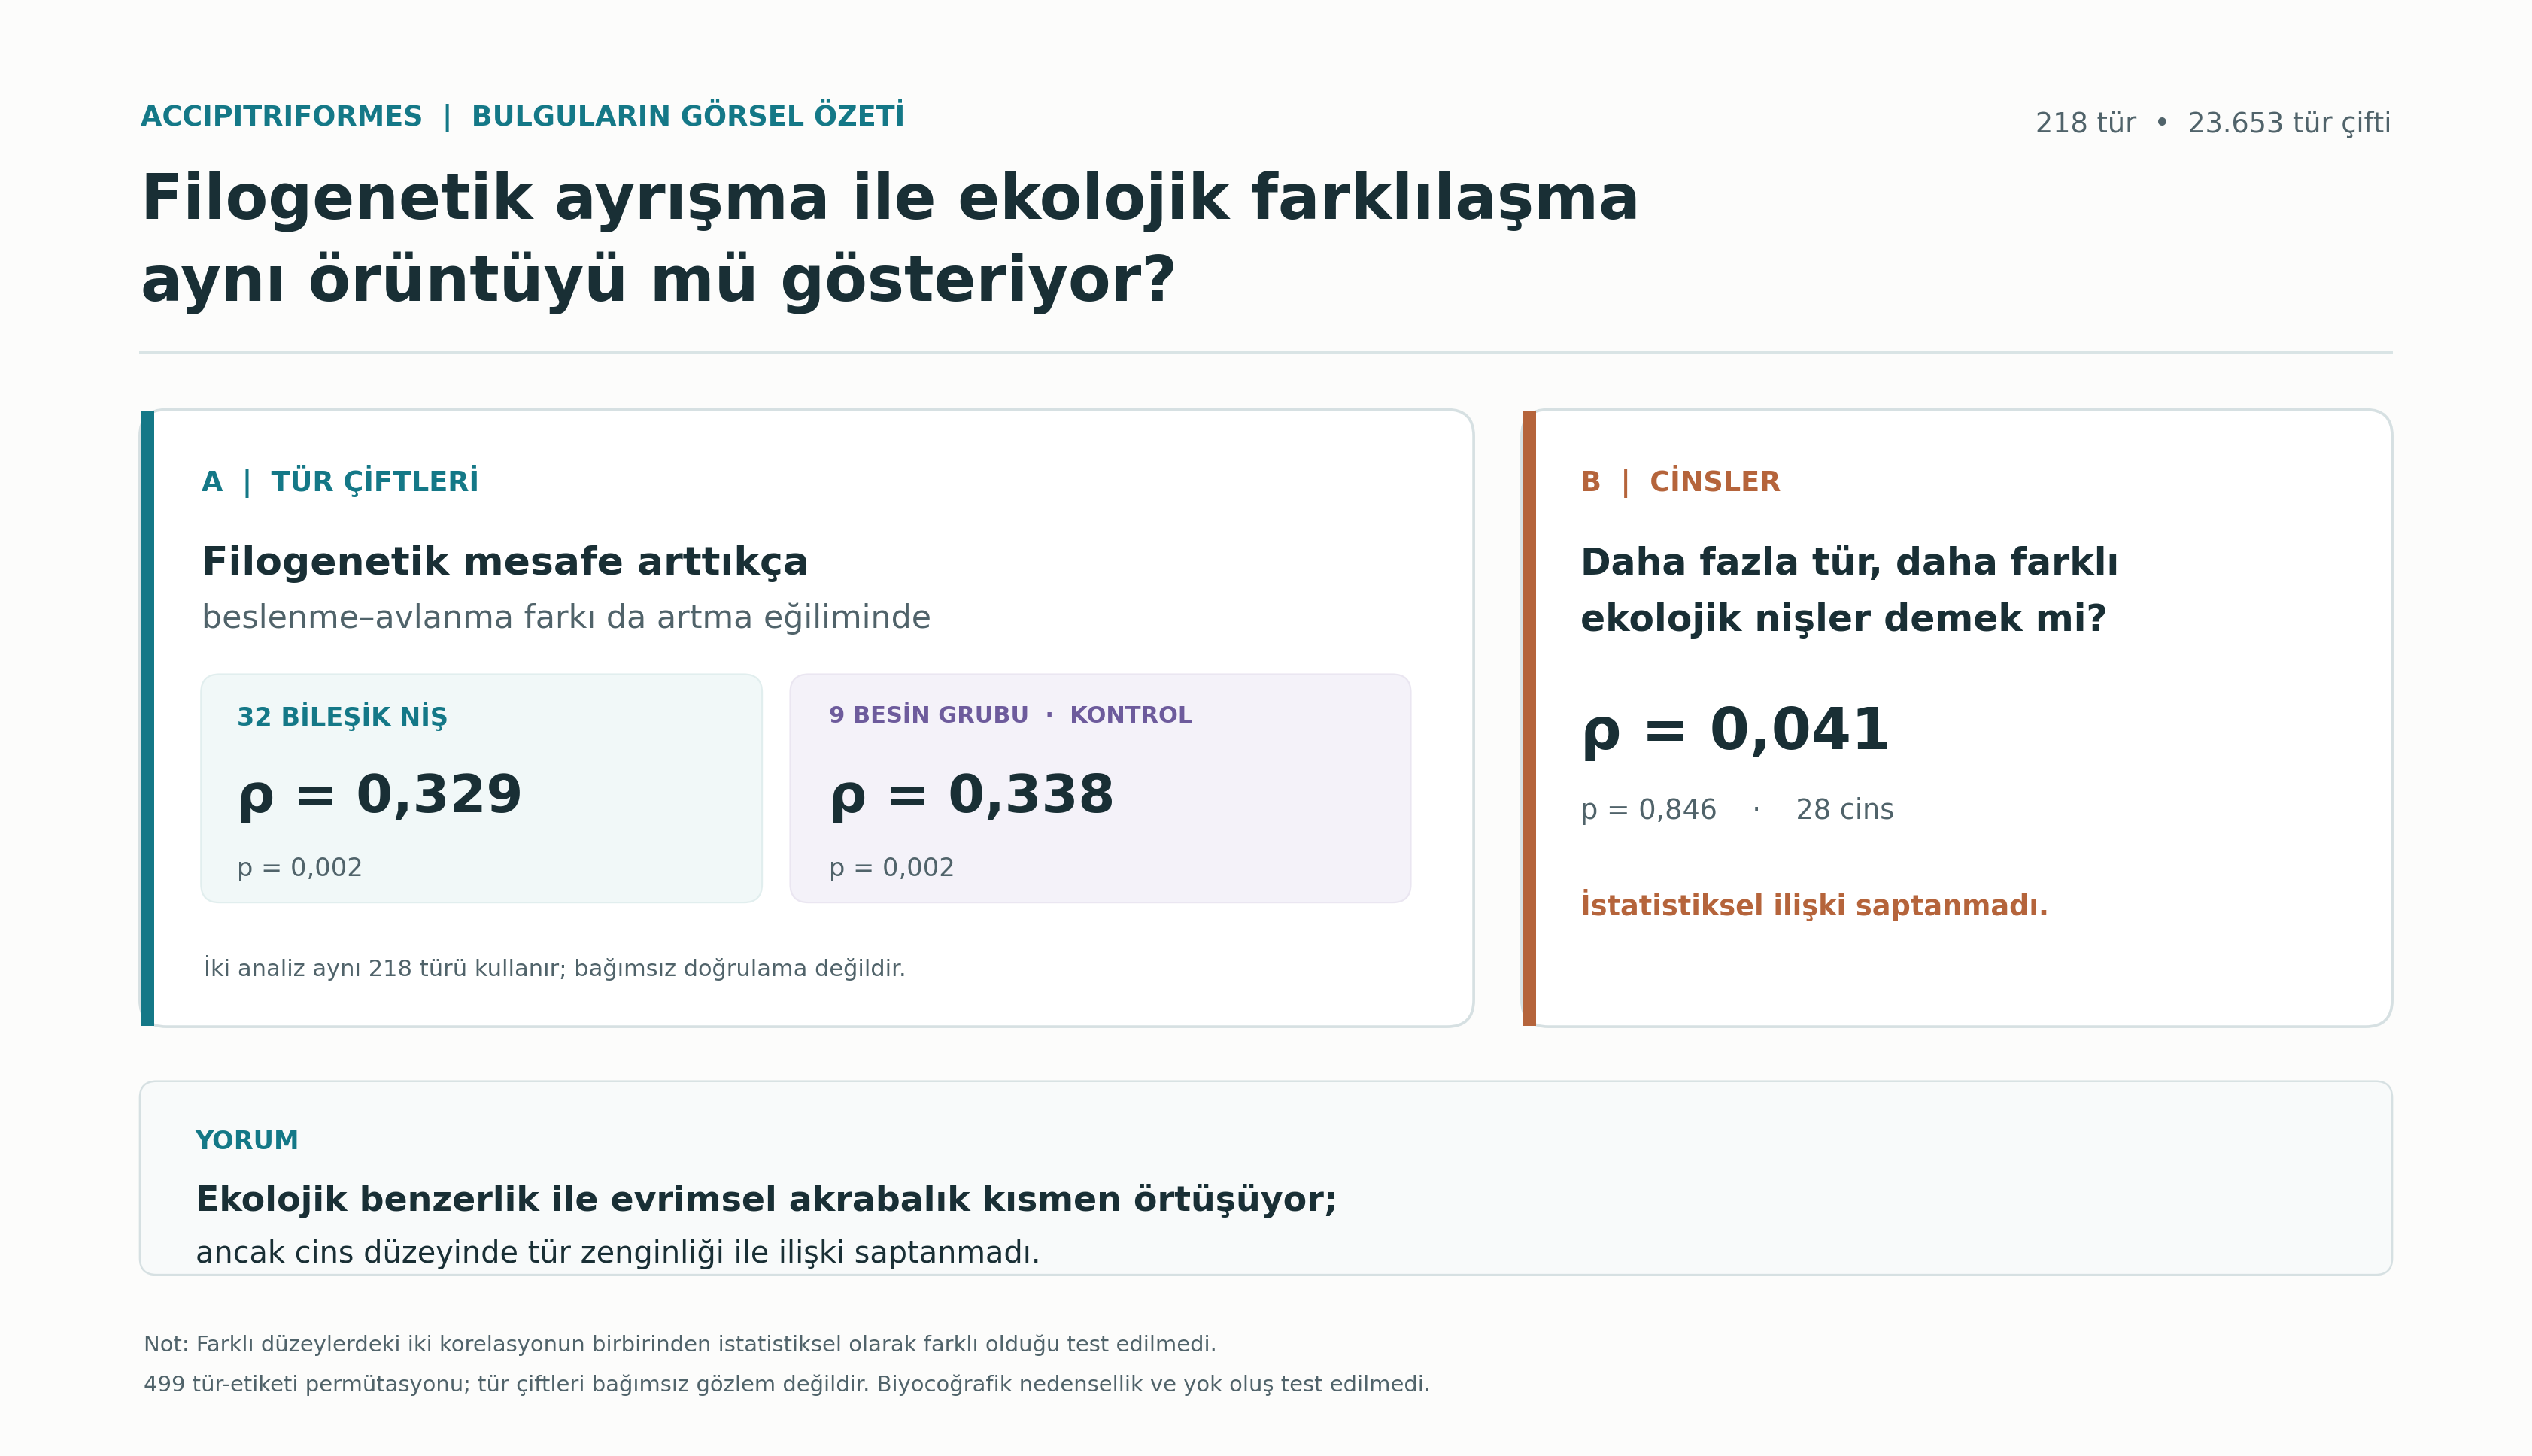 ACCIPITRIFORMES | BULGULARIN GÖRSEL ÖZETİ
218 tür • 23.653 tür çifti
Filogenetik ayrışma ile ekolojik farklılaşma
aynı örüntüyü mü gösteriyor?
A | TÜR ÇİFTLERİ
Filogenetik mesafe arttıkça
beslenme–avlanma farkı da artma eğiliminde
32 BİLEŞİK NİŞ
ρ = 0,329
p = 0,002
9 BESİN GRUBU · KONTROL
ρ = 0,338
p = 0,002
İki analiz aynı 218 türü kullanır; bağımsız doğrulama değildir.
B | CİNSLER
Daha fazla tür, daha farklı
ekolojik nişler demek mi?
ρ = 0,041
p = 0,846 · 28 cins
İstatistiksel ilişki saptanmadı.
YORUM
Ekolojik benzerlik ile evrimsel akrabalık kısmen örtüşüyor;
ancak cins düzeyinde tür zenginliği ile ilişki saptanmadı.
Not: Farklı düzeylerdeki iki korelasyonun birbirinden istatistiksel olarak farklı olduğu test edilmedi.
499 tür-etiketi permütasyonu; tür çiftleri bağımsız gözlem değildir. Biyocoğrafik nedensellik ve yok oluş test edilmedi.